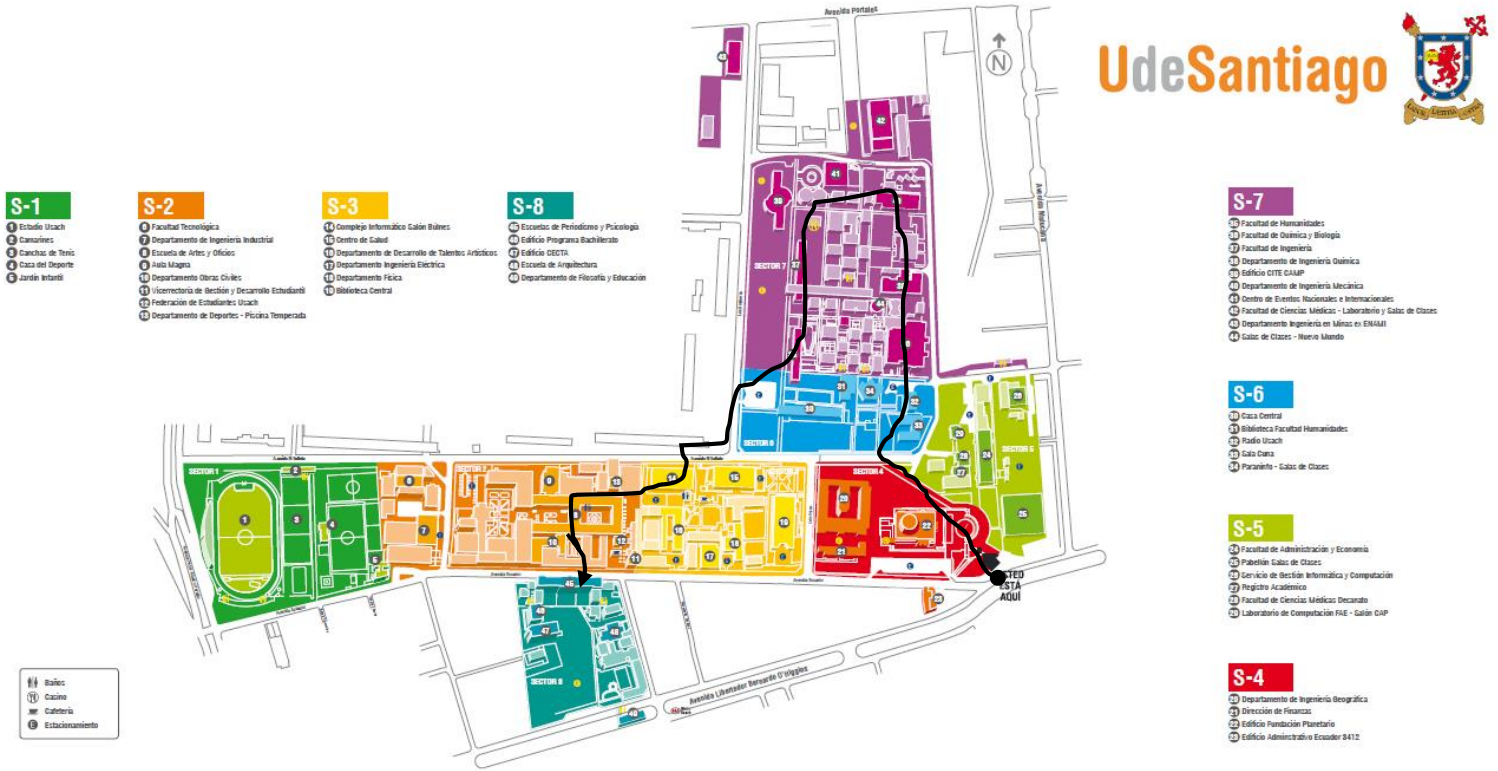 Avenida Portales
N
UdeSantiago
S-1
1 Estadio Usach
2 Camarines
3 Canchas de Tenis
4 Casa del Deporte
5 Jardín Infantil
S-2
6 Facultad Tecnológica
7 Departamento de Ingeniería Industrial
8 Escuela de Artes y Oficios
9 Aula Magna
10 Departamento Obras Civiles
11 Vicerrectoría de Gestión y Desarrollo Estudiantil
12 Federación de Estudiantes Usach
13 Departamento de Deportes - Piscina Temperada
S-3
14 Complejo Informático Salón Bulnes
15 Centro de Salud
16 Departamento de Desarrollo de Talentos Artísticos
17 Departamento Ingeniería Eléctrica
18 Departamento Física
19 Biblioteca Central
S-8
45 Escuelas de Periodismo y Psicología
46 Edificio Programa Bachillerato
47 Edificio CECTA
48 Escuela de Arquitectura
49 Departamento de Filosofía y Educación
S-7
35 Facultad de Humanidades
36 Facultad de Química y Biología
37 Facultad de Ingeniería
38 Departamento de Ingeniería Química
39 Edificio CITE CAMP
40 Departamento de Ingeniería Mecánica
41 Centro de Eventos Nacionales e Internacionales
42 Facultad de Ciencias Médicas - Laboratorio y Salas de Clases
43 Departamento Ingeniería en Minas ex ENAMI
44 Salas de Clases - Nuevo Mundo
S-6
30 Casa Central
31 Biblioteca Facultad Humanidades
32 Radio Usach
33 Sala Cuna
34 Paraninfo - Salas de Clases
S-5
24 Facultad de Administración y Economía
25 Pabellón Salas de Clases
26 Servicio de Gestión Informática y Computación
27 Registro Académico
28 Facultad de Ciencias Médicas Decanato
29 Laboratorio de Computación FAE - Galón CAP
S-4
20 Departamento de Ingeniería Geográfica
21 Dirección de Finanzas
22 Edificio Fundación Planetario
23 Edificio Adminstrativo Ecuador 3412
SECTOR 7
SECTOR 6
SECTOR 5
SECTOR 4
SECTOR 1
SECTOR 2
SECTOR 8
Avenida Ecuador
Avenida Ecuador
Avenida Libertador Bernardo O'Higgins
ESTÁ
AQUÍ
Baños
Casino
Cafetería
E Estacionamiento